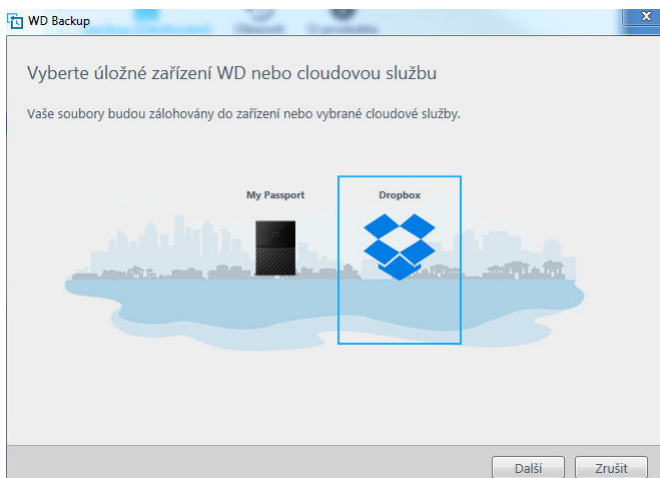 WD Backup
Vyberte úložné zařízení WD nebo cloudovou službu
Vaše soubory budou zálohovány do zařízení nebo vybrané cloudové služby.
My Passport
Dropbox
Další
Zrušit